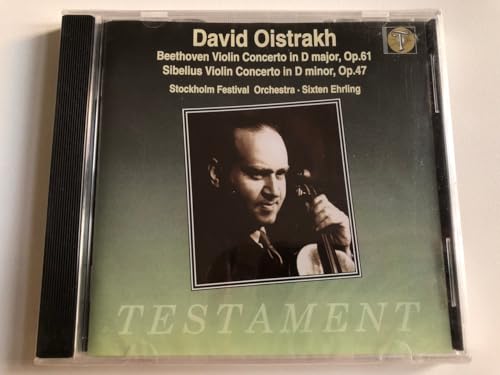 David Oistrakh
Beethoven Violin Concerto in D major, Op.61
Sibelius Violin Concerto in D minor, Op.47
Stockholm Festival Orchestra · Sixten Ehrling
TESTAMENT